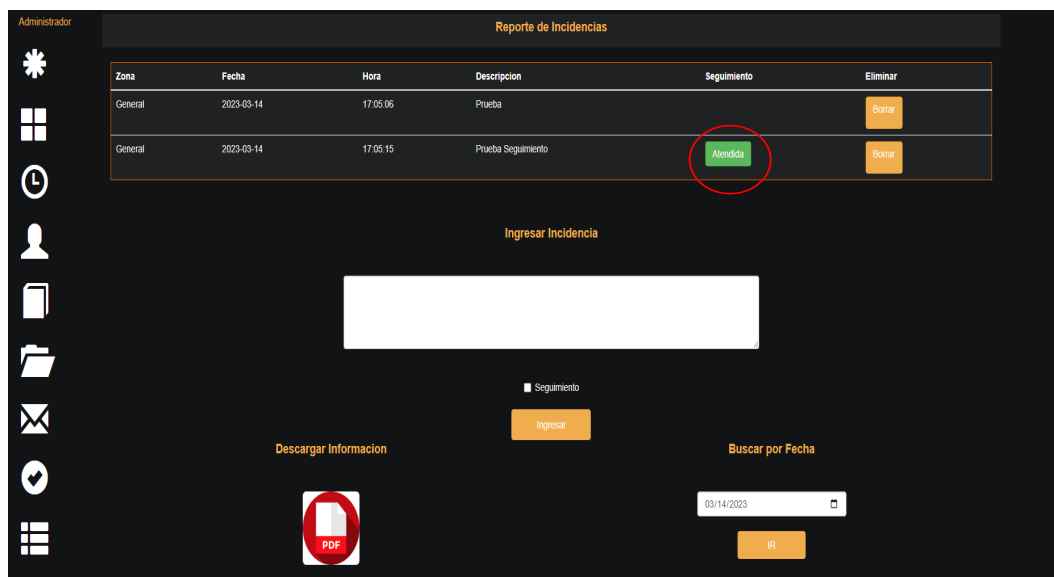 Administrador
Reporte de Incidencias
Zona Fecha Hora Descripcion Seguimiento Eliminar
General 2023-03-14 17:05:06 Prueba Borrar
General 2023-03-14 17:05:15 Prueba Seguimiento Atendida Borrar
Ingresar Incidencia
Seguimiento
Ingresar
Descargar Informacion
Buscar por Fecha
PDF
03/14/2023
IR